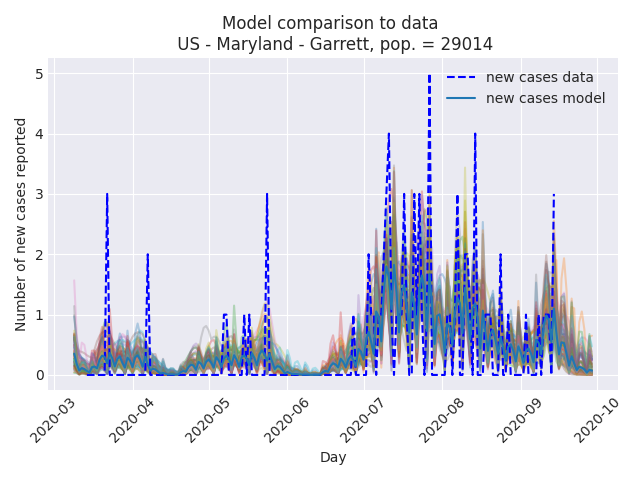 Model comparison to data
US - Maryland - Garrett, pop. = 29014
new cases data
new cases model
Number of new cases reported
5
4
3
2
1
0
2020-03
2020-04
2020-05
2020-06
2020-07
2020-08
2020-09
2020-10
Day